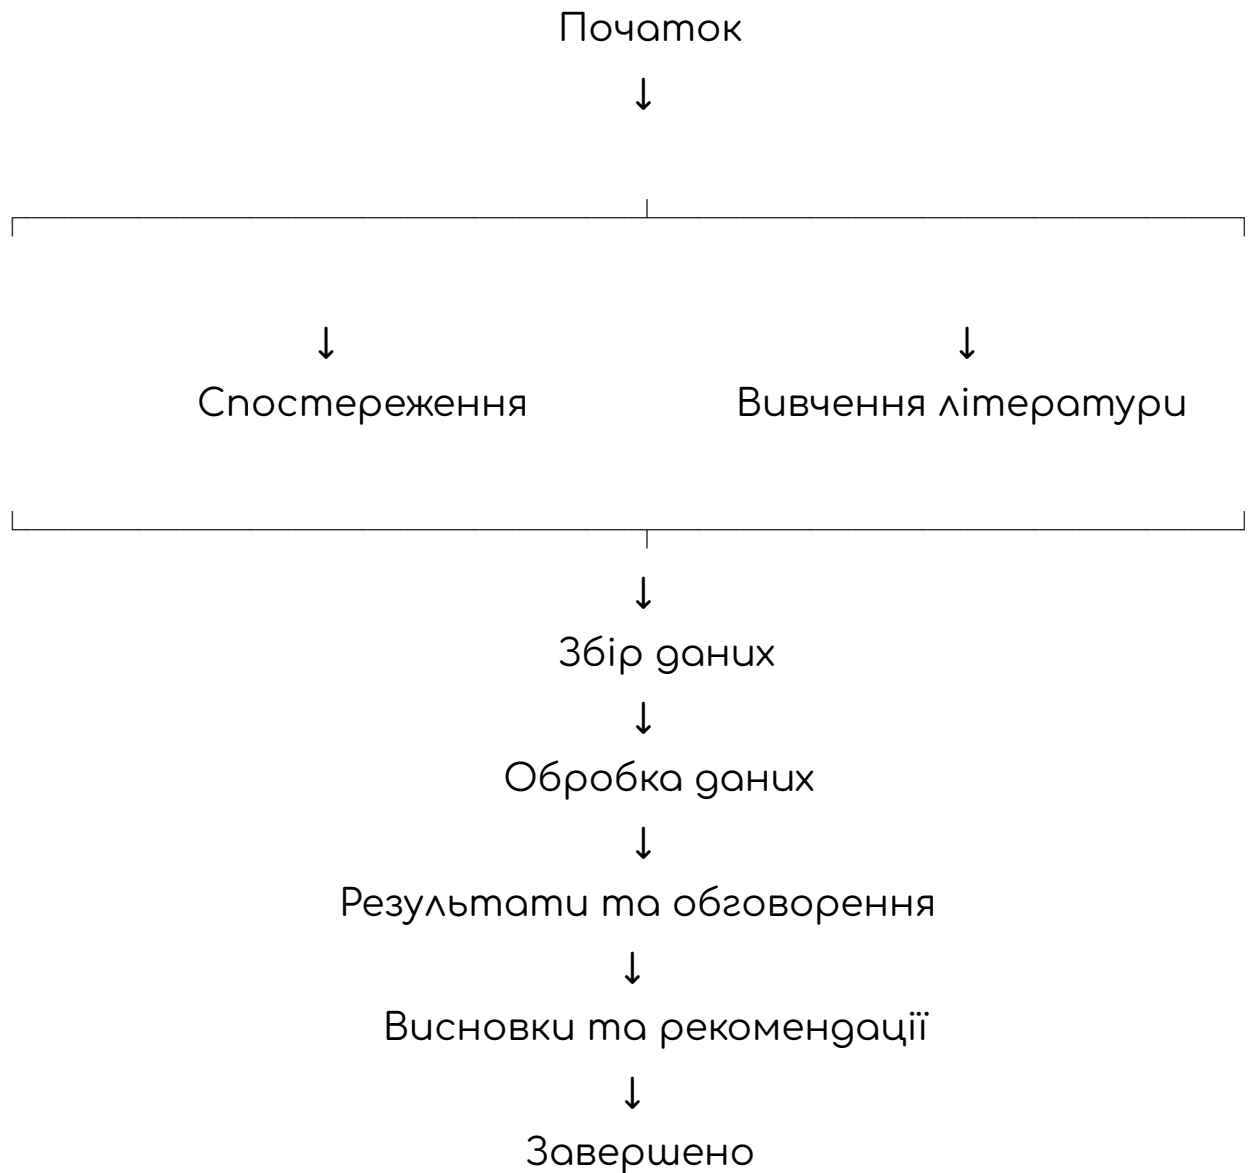 Початок
↓
↓ ↓
Спостереження Вивчення літератури
↓
Збір даних
↓
Обробка даних
↓
Результати та обговорення
↓
Висновки та рекомендації
↓
Завершено